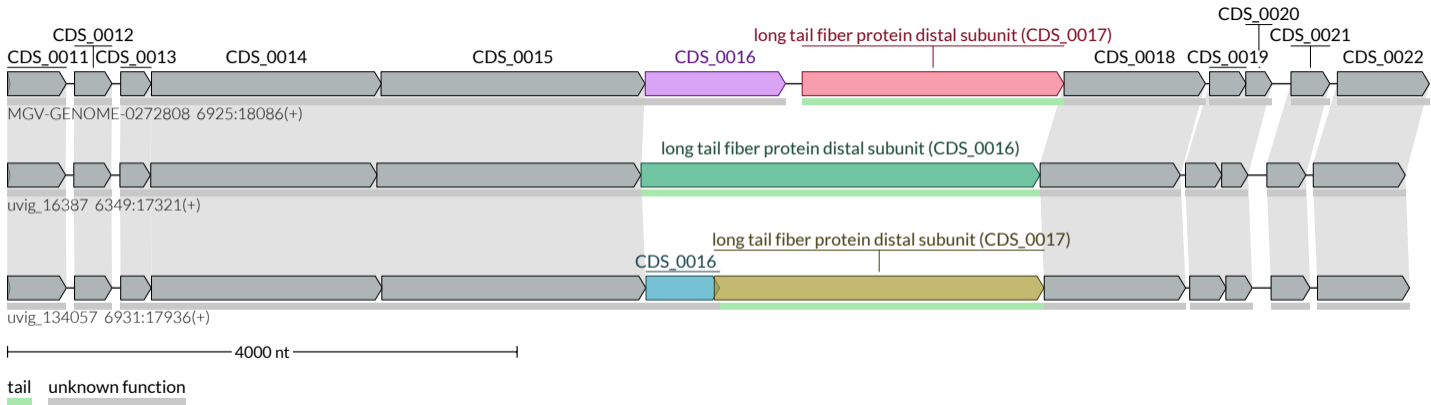 CDS_0020
CDS_0012 long tail fiber protein distal subunit (CDS_0017) CDS_0021
CDS_0011 CDS_0013 CDS_0014 CDS_0015 CDS_0016 CDS_0018 CDS_0019 CDS_0022
MGV-GENOME-0272808 6925:18086(+)
long tail fiber protein distal subunit (CDS_0016)
uvig_16387 6349:17321(+)
long tail fiber protein distal subunit (CDS_0017)
CDS_0016
uvig_134057 6931:17936(+)
4000 nt
tail unknown function